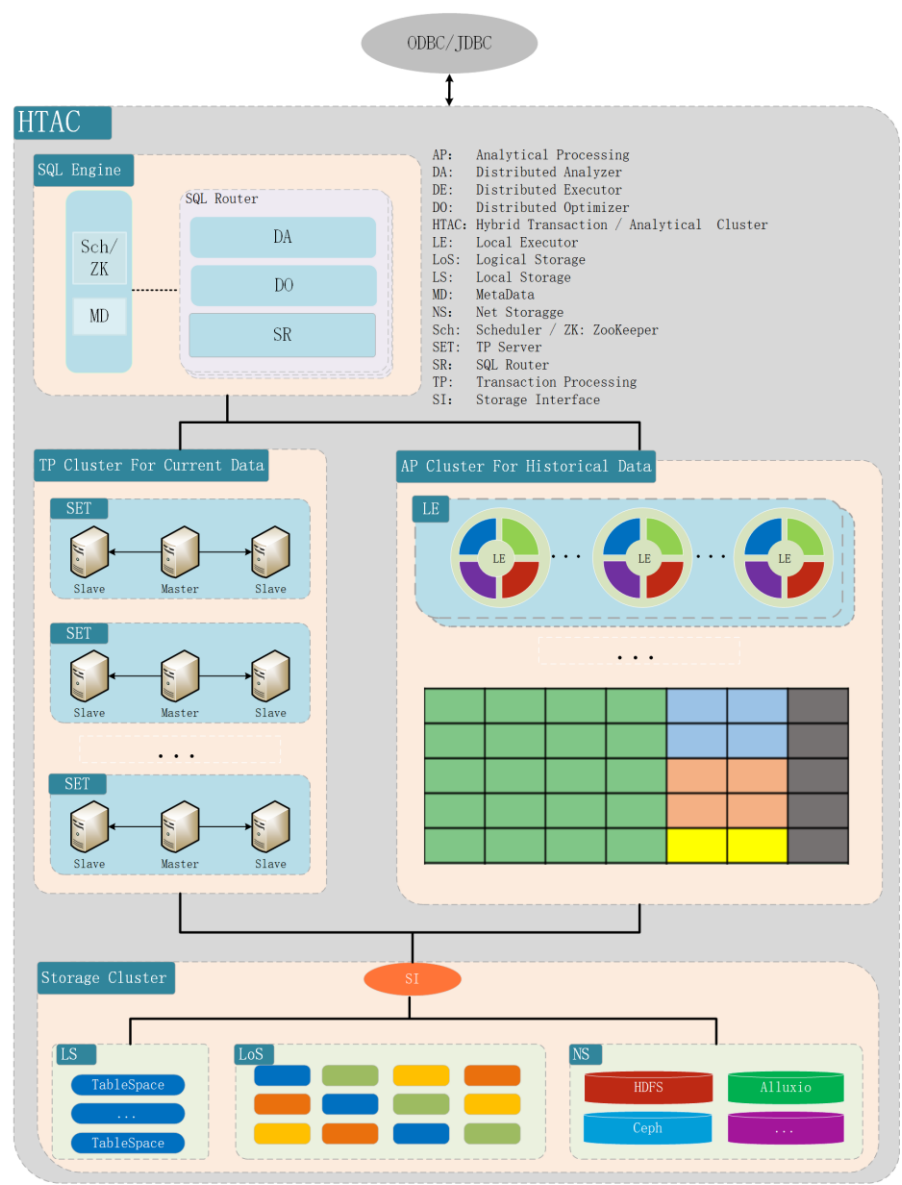 ODBC/JDBC
HTAC
SQL Engine
Sch/
ZK
MD
SQL Router
DA
DO
SR
AP: Analytical Processing
DA: Distributed Analyzer
DE: Distributed Executor
DO: Distributed Optimizer
HTAC: Hybrid Transaction / Analytical Cluster
LE: Local Executor
LoS: Logical Storage
LS: Local Storage
MD: MetaData
NS: Net Storagge
Sch: Scheduler / ZK: ZooKeeper
SET: TP Server
SR: SQL Router
TP: Transaction Processing
SI: Storage Interface
TP Cluster For Current Data
SET
Slave Master Slave
SET
Slave Master Slave
...
SET
Slave Master Slave
AP Cluster For Historical Data
LE
LE ... LE ... LE
...
Storage Cluster
SI
LS
TableSpace
...
TableSpace
LoS
NS
HDFS Alluxio
Ceph ...